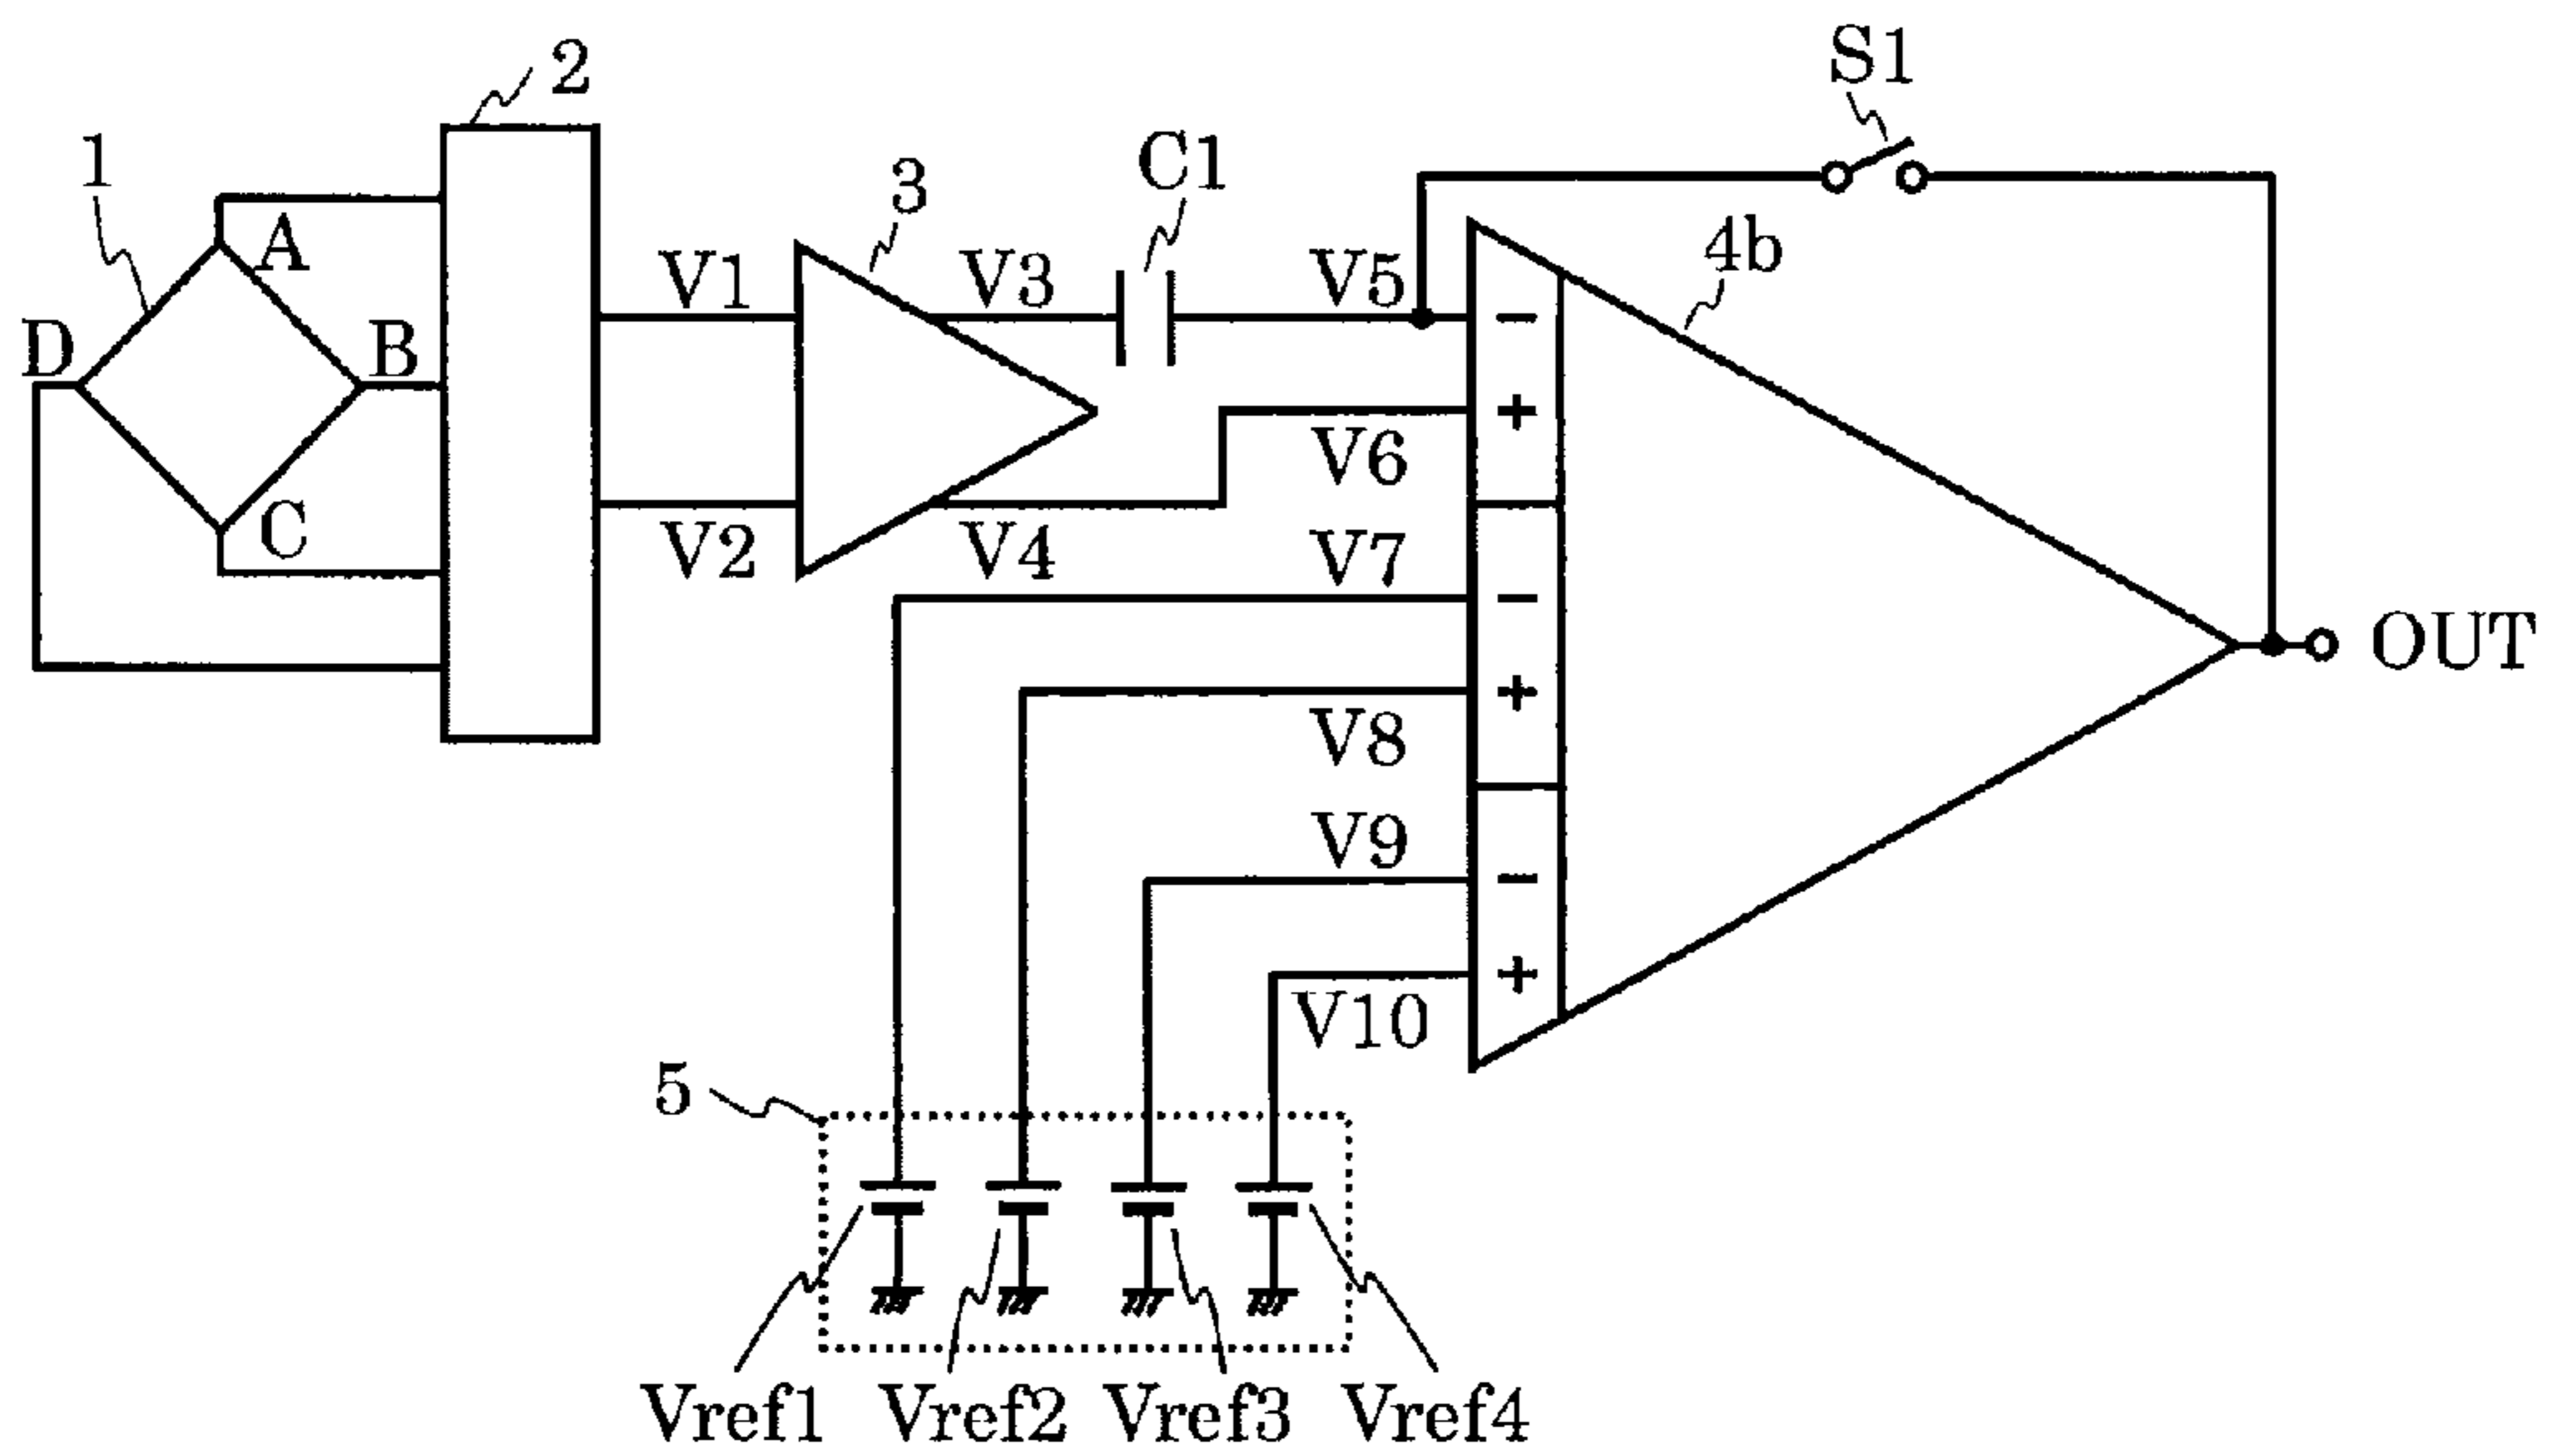 S1
2
1
3
C1
4b
A
V1
V3
V5
D
B
V6
C
V2
V4
V7
OUT
V8
V9
V10
5
Vref1
Vref2
Vref3
Vref4
−
+
−
+
−
+